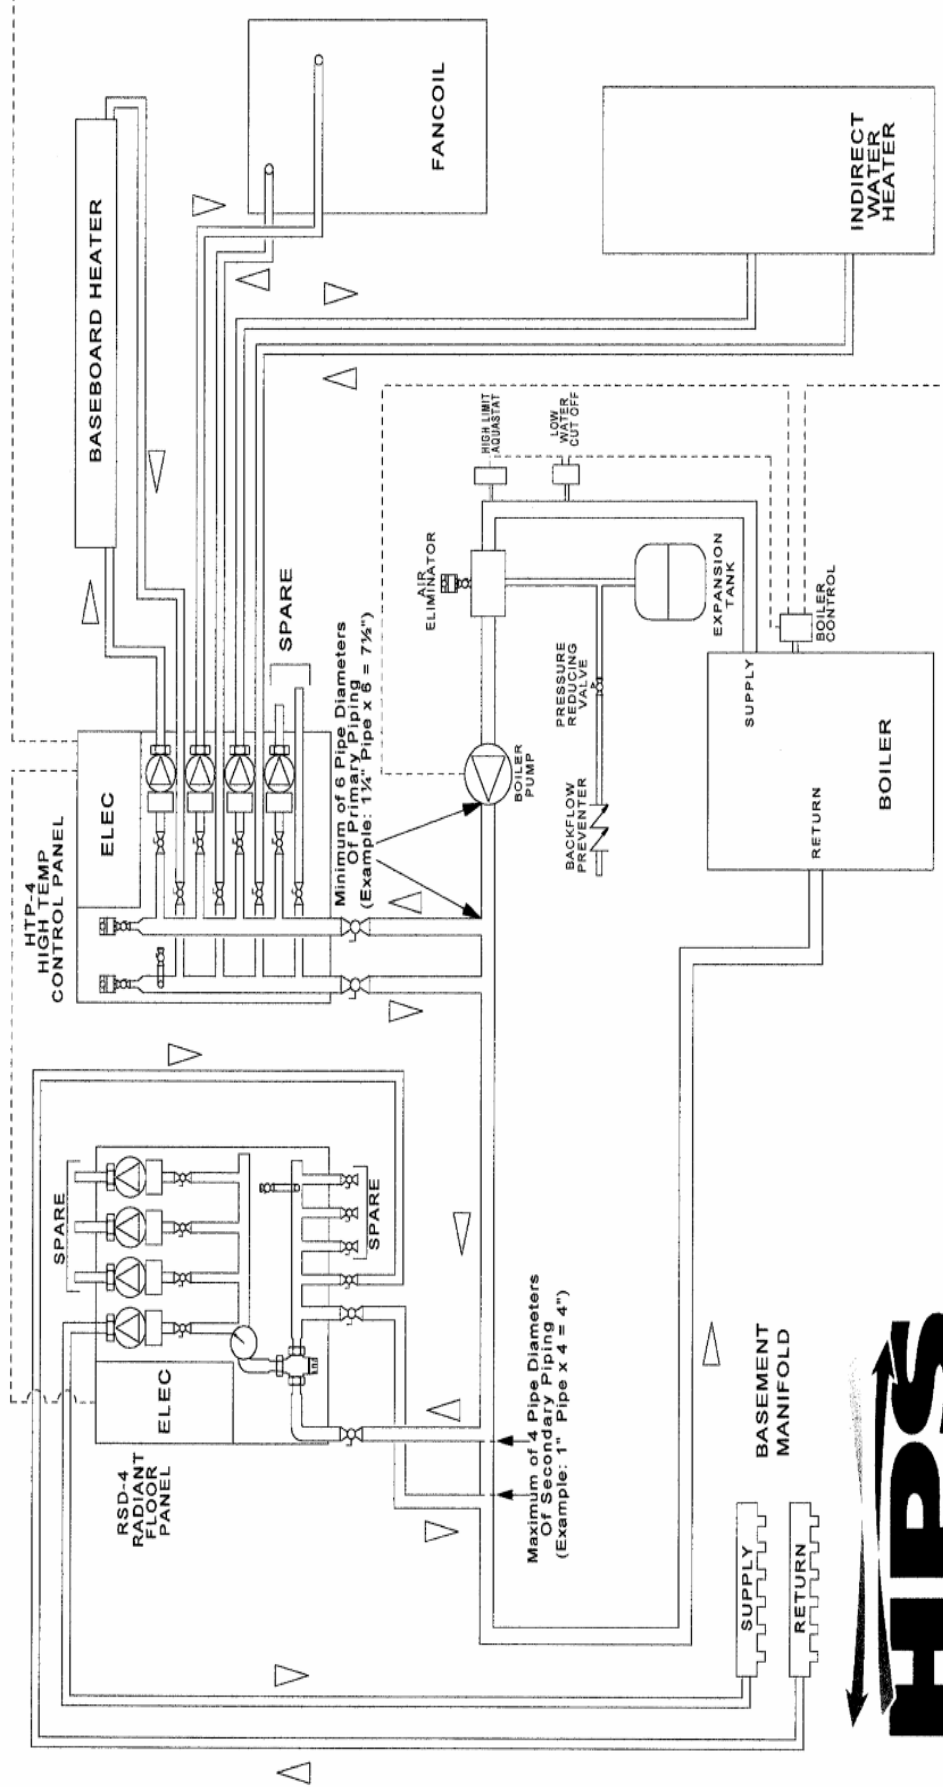 BASEBOARD HEATER
FANCOIL
INDIRECT
WATER
HEATER
HTP-4
HIGH TEMP
CONTROL PANEL
ELEC
SPARE
Minimum of 6 Pipe Diameters
Of Primary Piping
(Example: 1¼" Pipe x 6 = 7½")
AIR
ELIMINATOR
HIGH LIMIT
AQUASTAT
LOW
WATER
CUT OFF
BOILER
PUMP
PRESSURE
REDUCING
VALVE
BACKFLOW
PREVENTER
EXPANSION
TANK
BOILER
CONTROL
SUPPLY
RETURN
BOILER
SPARE
SPARE
ELEC
RSD-4
RADIANT
FLOOR
PANEL
Maximum of 4 Pipe Diameters
Of Secondary Piping
(Example: 1" Pipe x 4 = 4")
BASEMENT
MANIFOLD
SUPPLY
RETURN
HPS